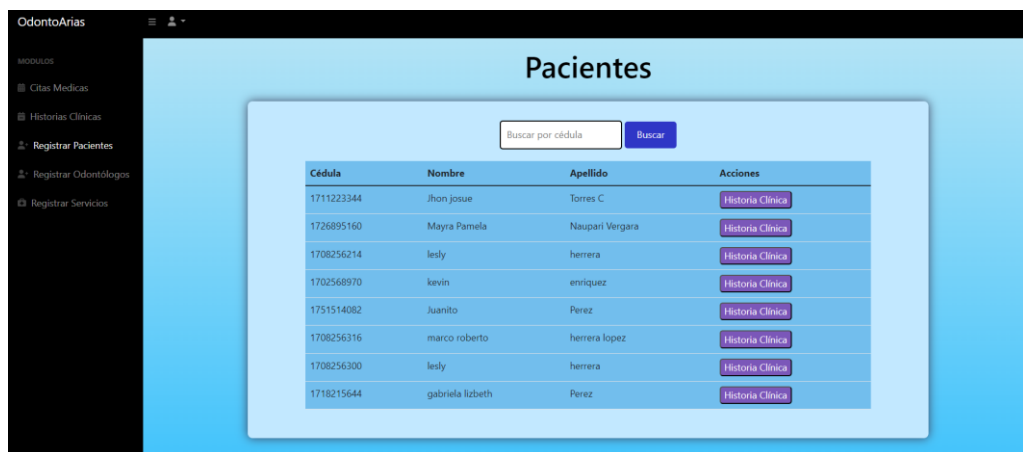 OdontoArias
MODULOS
Citas Medicas
Historias Clínicas
Registrar Pacientes
Registrar Odontólogos
Registrar Servicios
Pacientes
Buscar por cédula Buscar
Cédula Nombre Apellido Acciones
1711223344 Jhon josue Torres C Historia Clínica
1726895160 Mayra Pamela Naupari Vergara Historia Clínica
1708256214 lesly herrera Historia Clínica
1702568970 kevin enriquez Historia Clínica
1751514082 Juanito Perez Historia Clínica
1708256316 marco roberto herrera lopez Historia Clínica
1708256300 lesly herrera Historia Clínica
1718215644 gabriela lizbeth Perez Historia Clínica